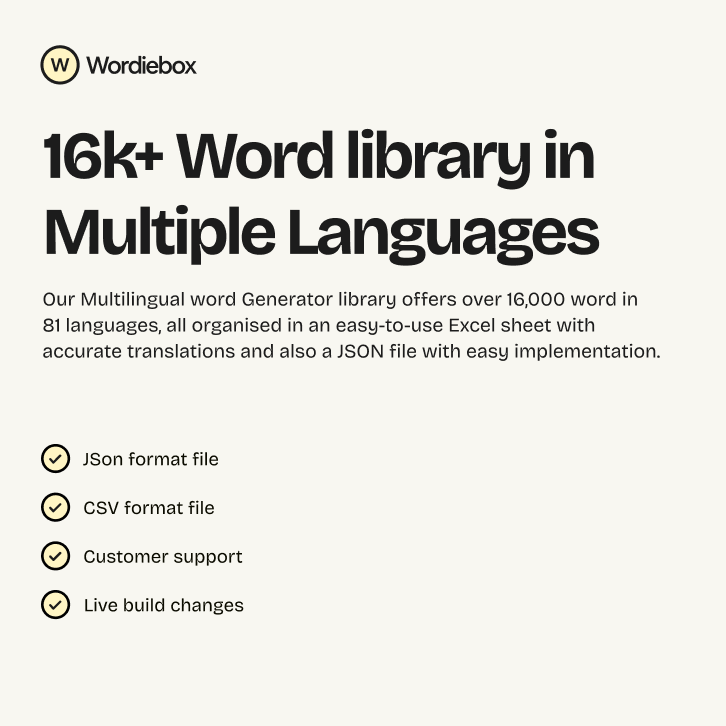 W Wordiebox
16k+ Word library in
Multiple Languages
Our Multilingual word Generator library offers over 16,000 word in
81 languages, all organised in an easy-to-use Excel sheet with
accurate translations and also a JSON file with easy implementation.
JSon format file
CSV format file
Customer support
Live build changes